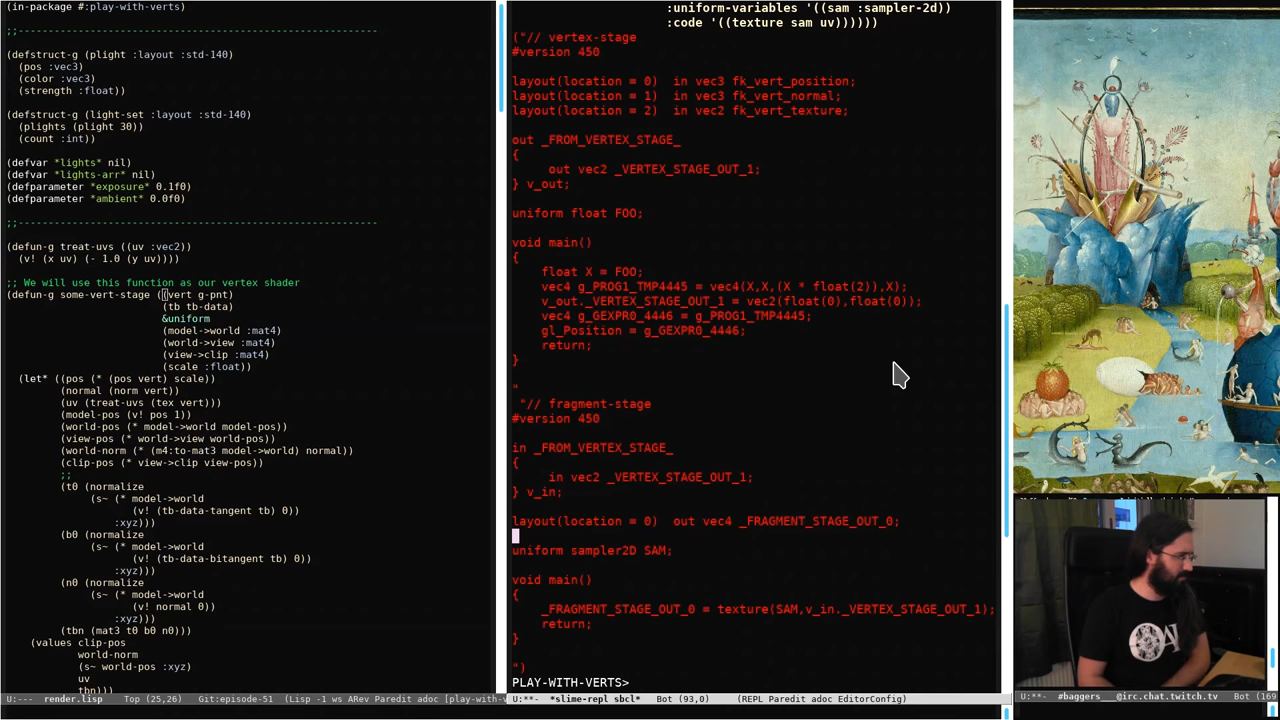 (in-package #:play-with-verts)
;;------------------------------------------------------------
(defstruct-g (plight :layout :std-140)
  (pos :vec3)
  (color :vec3)
  (strength :float))
(defstruct-g (light-set :layout :std-140)
  (plights (plight 30))
  (count :int))
(defvar *lights* nil)
(defvar *lights-arr* nil)
(defparameter *exposure* 0.1f0)
(defparameter *ambient* 0.0f0)
;;------------------------------------------------------------
(defun-g treat-uvs ((uv :vec2))
  (v! (x uv) (- 1.0 (y uv))))
;; We will use this function as our vertex shader
(defun-g some-vert-stage ((vert g-pnt)
                          (tb tb-data)
                          &uniform
                          (model->world :mat4)
                          (world->view :mat4)
                          (view->clip :mat4)
                          (scale :float))
  (let* ((pos (* (pos vert) scale))
         (normal (norm vert))
         (uv (treat-uvs (tex vert)))
         (model-pos (v! pos 1))
         (world-pos (* model->world model-pos))
         (view-pos (* world->view world-pos))
         (world-norm (* (m4:to-mat3 model->world) normal))
         (clip-pos (* view->clip view-pos))
         ;;
         (t0 (normalize
              (s~ (* model->world
                     (v! (tb-data-tangent tb) 0))
                  :xyz)))
         (b0 (normalize
              (s~ (* model->world
                     (v! (tb-data-bitangent tb) 0))
                  :xyz)))
         (n0 (normalize
              (s~ (* model->world
                     (v! normal 0))
                  :xyz)))
         (tbn (mat3 t0 b0 n0)))
    (values clip-pos
            world-norm
            (s~ world-pos :xyz)
            uv
            tbn)))
U:---  render.lisp    Top (25,26)    Git:episode-51  (Lisp -1 ws ARev Paredit adoc [play-with-v
:uniform-variables '((sam :sampler-2d))
:code '((texture sam uv))))))
("// vertex-stage
#version 450
layout(location = 0)  in vec3 fk_vert_position;
layout(location = 1)  in vec3 fk_vert_normal;
layout(location = 2)  in vec2 fk_vert_texture;
out _FROM_VERTEX_STAGE_
{
     out vec2 _VERTEX_STAGE_OUT_1;
} v_out;
uniform float FOO;
void main()
{
    float X = FOO;
    vec4 g_PROG1_TMP4445 = vec4(X,X,(X * float(2)),X);
    v_out._VERTEX_STAGE_OUT_1 = vec2(float(0),float(0));
    vec4 g_GEXPR0_4446 = g_PROG1_TMP4445;
    gl_Position = g_GEXPR0_4446;
    return;
}
"
 "// fragment-stage
#version 450
in _FROM_VERTEX_STAGE_
{
     in vec2 _VERTEX_STAGE_OUT_1;
} v_in;
layout(location = 0)  out vec4 _FRAGMENT_STAGE_OUT_0;
uniform sampler2D SAM;
void main()
{
    _FRAGMENT_STAGE_OUT_0 = texture(SAM,v_in._VERTEX_STAGE_OUT_1);
    return;
}
")
PLAY-WITH-VERTS>
U:**-  *slime-repl sbcl*   Bot (93,0)     (REPL Paredit adoc EditorConfig)
U:**-  #baggers___@irc.chat.twitch.tv   Bot (169